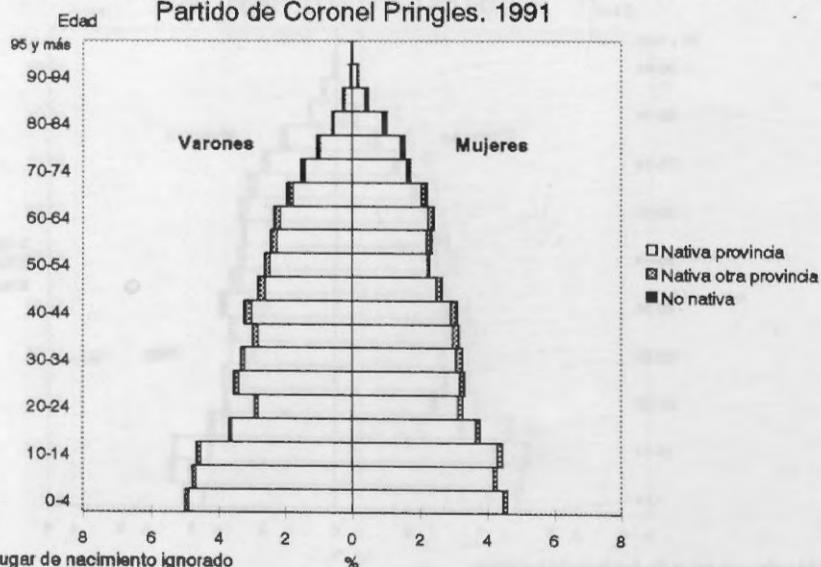 Partido de Coronel Pringles. 1991
Edad
95 y más
90-94
80-84
70-74
60-64
50-54
40-44
30-34
20-24
10-14
0-4
Varones
Mujeres
Nativa provincia
Nativa otra provincia
No nativa
8 6 4 2 0 2 4 6 8
%
ugar de nacimiento ignorado